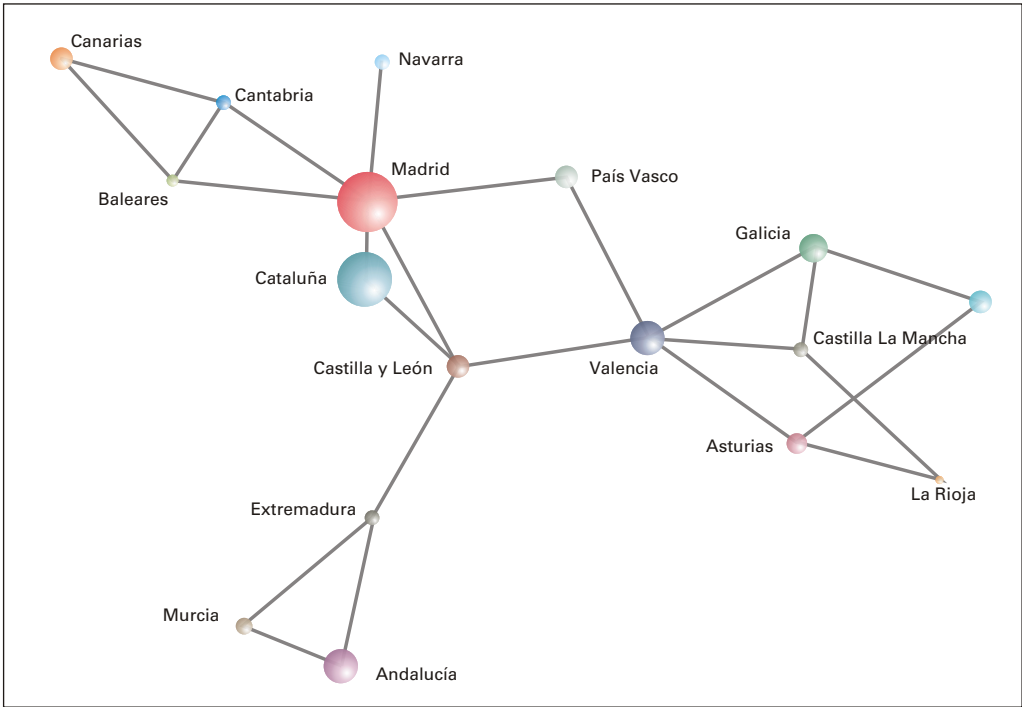 Canarias
Navarra
Cantabria
Madrid
País Vasco
Baleares
Galicia
Cataluña
Castilla La Mancha
Castilla y León
Valencia
Asturias
La Rioja
Extremadura
Murcia
Andalucía